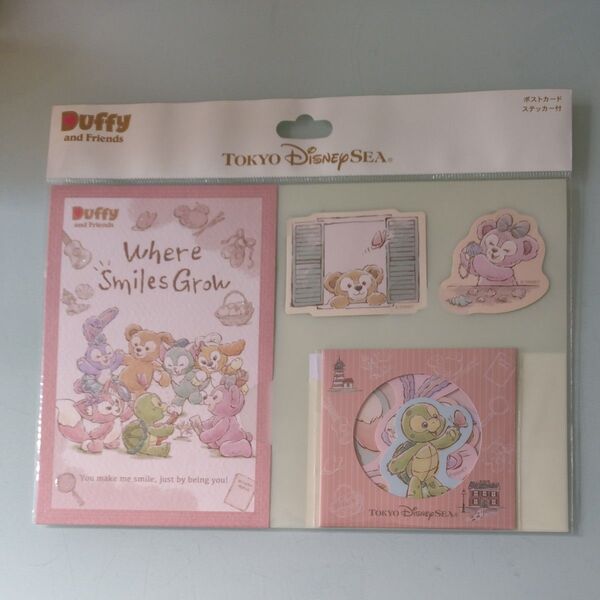 Duffy
and Friends
TOKYO DisneySEA®
ポストカード
ステッカー付
Duffy
and Friends
Where
Smiles Grow
You make me smile, just by being you!
TOKYO DisneySEA®